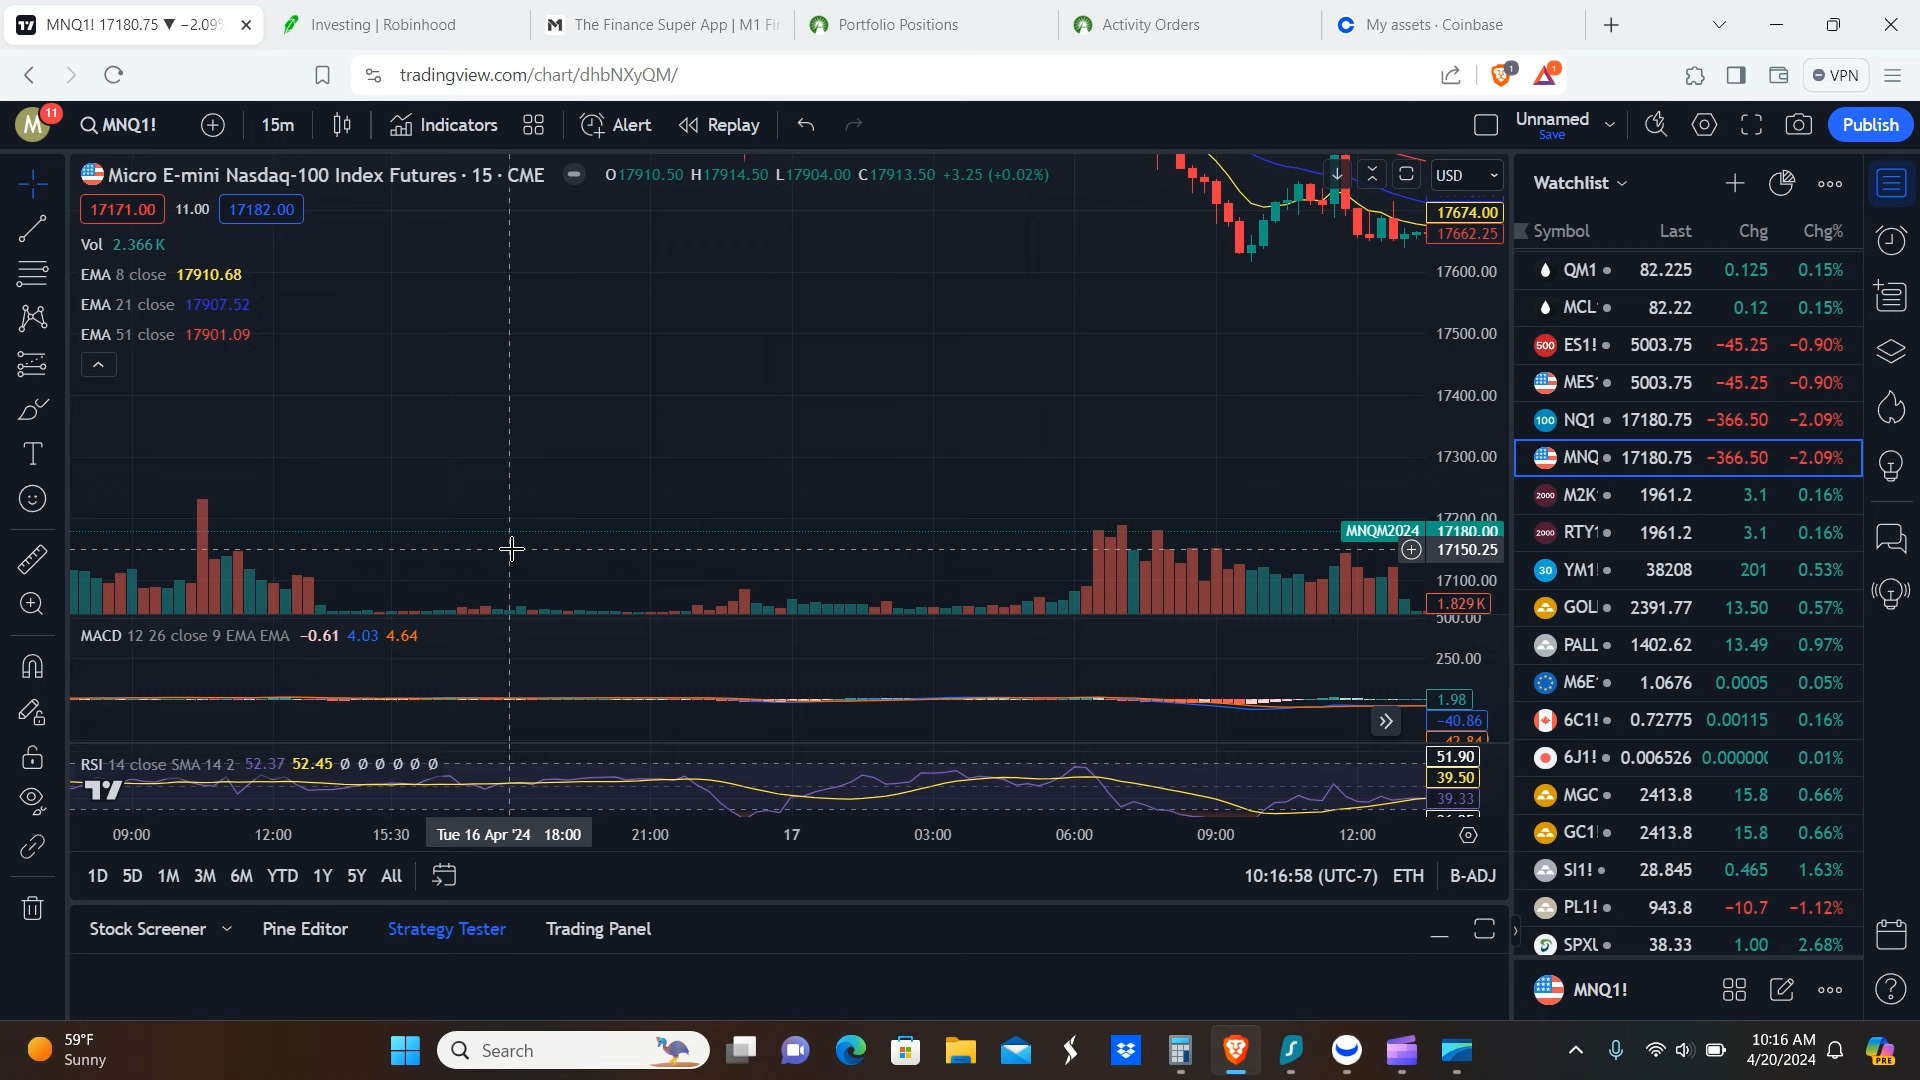 MNQ1! 17180.75 ▼ −2.09%
Investing | Robinhood
The Finance Super App | M1 Fin
Portfolio Positions
Activity Orders
My assets · Coinbase
tradingview.com/chart/dhbNXyQM/
1
1
VPN
M
11
MNQ1!
15m
Indicators
Alert
Replay
Unnamed
Save
Publish
Micro E-mini Nasdaq-100 Index Futures · 15 · CME
O17910.50 H17914.50 L17904.00 C17913.50 +3.25 (+0.02%)
USD
17171.00 11.00 17182.00
Vol 2.366 K
EMA 8 close 17910.68
EMA 21 close 17907.52
EMA 51 close 17901.09
17674.00
17662.25
17600.00
17500.00
17400.00
17300.00
17200.00
MNQM2024 17180.00
17150.25
17100.00
1.829 K
500.00
MACD 12 26 close 9 EMA EMA −0.61 4.03 4.64
250.00
1.98
−40.86
−42.84
RSI 14 close SMA 14 2 52.37 52.45 Ø Ø Ø Ø Ø Ø
51.90
39.50
39.33
09:00 12:00 15:30 Tue 16 Apr '24 18:00 21:00 17 03:00 06:00 09:00 12:00
1D 5D 1M 3M 6M YTD 1Y 5Y All
10:16:58 (UTC-7) ETH B-ADJ
Stock Screener Pine Editor Strategy Tester Trading Panel
Watchlist
Symbol Last Chg Chg%
QM1 82.225 0.125 0.15%
MCL 82.22 0.12 0.15%
500 ES1! 5003.75 −45.25 −0.90%
MES 5003.75 −45.25 −0.90%
100 NQ1 17180.75 −366.50 −2.09%
MNQ 17180.75 −366.50 −2.09%
2000 M2K 1961.2 3.1 0.16%
2000 RTY 1961.2 3.1 0.16%
30 YM1 38208 201 0.53%
GOL 2391.77 13.50 0.57%
PALL 1402.62 13.49 0.97%
M6E 1.0676 0.0005 0.05%
6C1! 0.72775 0.00115 0.16%
6J1! 0.006526 0.000000 0.01%
MGC 2413.8 15.8 0.66%
GC1 2413.8 15.8 0.66%
SI1! 28.845 0.465 1.63%
PL1! 943.8 −10.7 −1.12%
SPXL 38.33 1.00 2.68%
MNQ1!
59°F
Sunny
Search
10:16 AM
4/20/2024
PRE